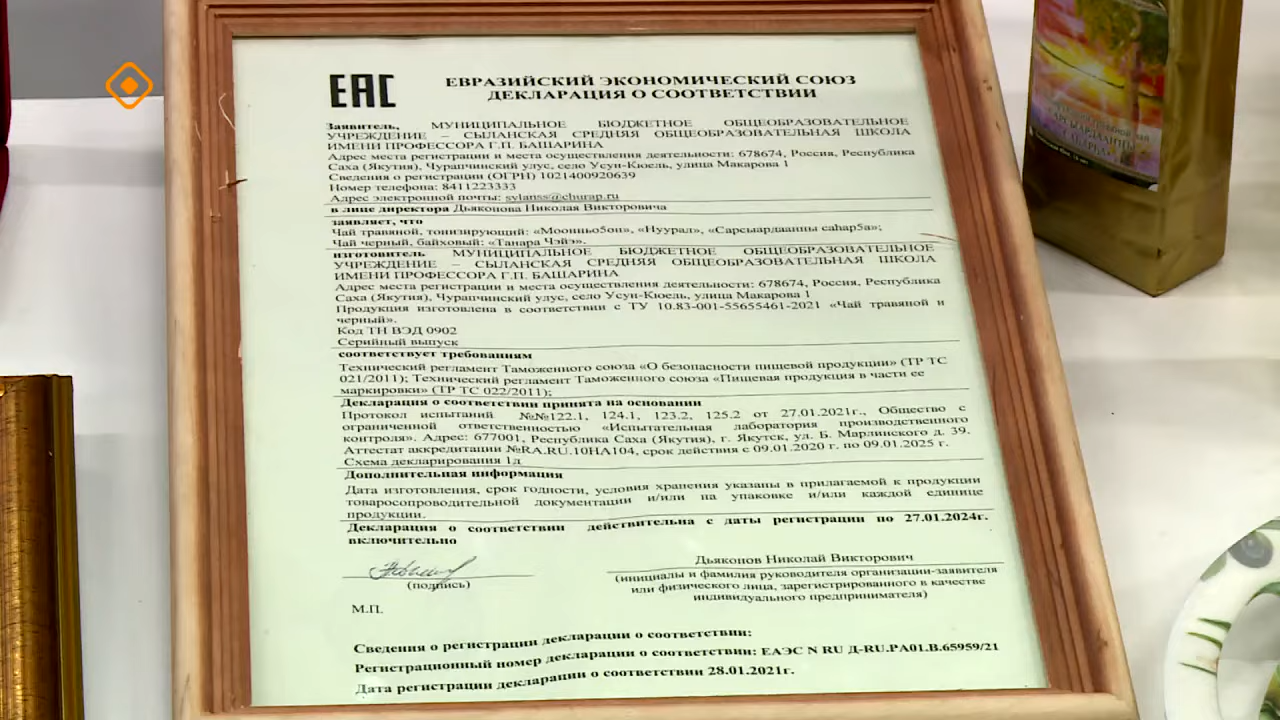 ЕАС
ЕВРАЗИЙСКИЙ ЭКОНОМИЧЕСКИЙ СОЮЗ
ДЕКЛАРАЦИЯ О СООТВЕТСТВИИ
Заявитель, МУНИЦИПАЛЬНОЕ БЮДЖЕТНОЕ ОБЩЕОБРАЗОВАТЕЛЬНОЕ
УЧРЕЖДЕНИЕ – СЫЛАНСКАЯ СРЕДНЯЯ ОБЩЕОБРАЗОВАТЕЛЬНАЯ ШКОЛА
ИМЕНИ ПРОФЕССОРА Г.П. БАШАРИНА
Адрес места регистрации и места осуществления деятельности: 678674, Россия, Республика
Саха (Якутия), Чурапчинский улус, село Усун-Кюель, улица Макарова 1
Сведения о регистрации (ОГРН) 1021400920639
Номер телефона: 8411223333
Адрес электронной почты: sylanss@churap.ru
в лице директора Дьяконова Николая Викторовича
заявляет, что
Чай травяной, тонизирующий: «Моонньо5он», «Нуурал», «Сарсыардааҥны саһар5а»;
Чай черный, байховый: «Танара Чэйэ».
изготовитель МУНИЦИПАЛЬНОЕ БЮДЖЕТНОЕ ОБЩЕОБРАЗОВАТЕЛЬНОЕ
УЧРЕЖДЕНИЕ – СЫЛАНСКАЯ СРЕДНЯЯ ОБЩЕОБРАЗОВАТЕЛЬНАЯ ШКОЛА
ИМЕНИ ПРОФЕССОРА Г.П. БАШАРИНА
Адрес места регистрации и места осуществления деятельности: 678674, Россия, Республика
Саха (Якутия), Чурапчинский улус, село Усун-Кюель, улица Макарова 1
Продукция изготовлена в соответствии с ТУ 10.83-001-55655461-2021 «Чай травяной и
черный».
Код ТН ВЭД 0902
Серийный выпуск
соответствует требованиям
Технический регламент Таможенного союза «О безопасности пищевой продукции» (ТР ТС
021/2011); Технический регламент Таможенного союза «Пищевая продукция в части ее
маркировки» (ТР ТС 022/2011);
Декларация о соответствии принята на основании
Протокол испытаний №№122.1, 124.1, 123.2, 125.2 от 27.01.2021г., Общество с
ограниченной ответственностью «Испытательная лаборатория производственного
контроля». Адрес: 677001, Республика Саха (Якутия), г. Якутск, ул. Б. Марлинского д. 39.
Аттестат аккредитации №RA.RU.10НА104, срок действия с 09.01.2020 г. по 09.01.2025 г.
Схема декларирования 1д
Дополнительная информация
Дата изготовления, срок годности, условия хранения указаны в прилагаемой к продукции
товаросопроводительной документации и/или на упаковке и/или каждой единице
продукции.
Декларация о соответствии действительна с даты регистрации по 27.01.2024г.
включительно
Дьяконов Николай Викторович
(подпись)
(инициалы и фамилия руководителя организации-заявителя
или физического лица, зарегистрированного в качестве
индивидуального предпринимателя)
М.П.
Сведения о регистрации декларации о соответствии:
Регистрационный номер декларации о соответствии: ЕАЭС N RU Д-RU.РА01.В.65959/21
Дата регистрации декларации о соответствии 28.01.2021г.